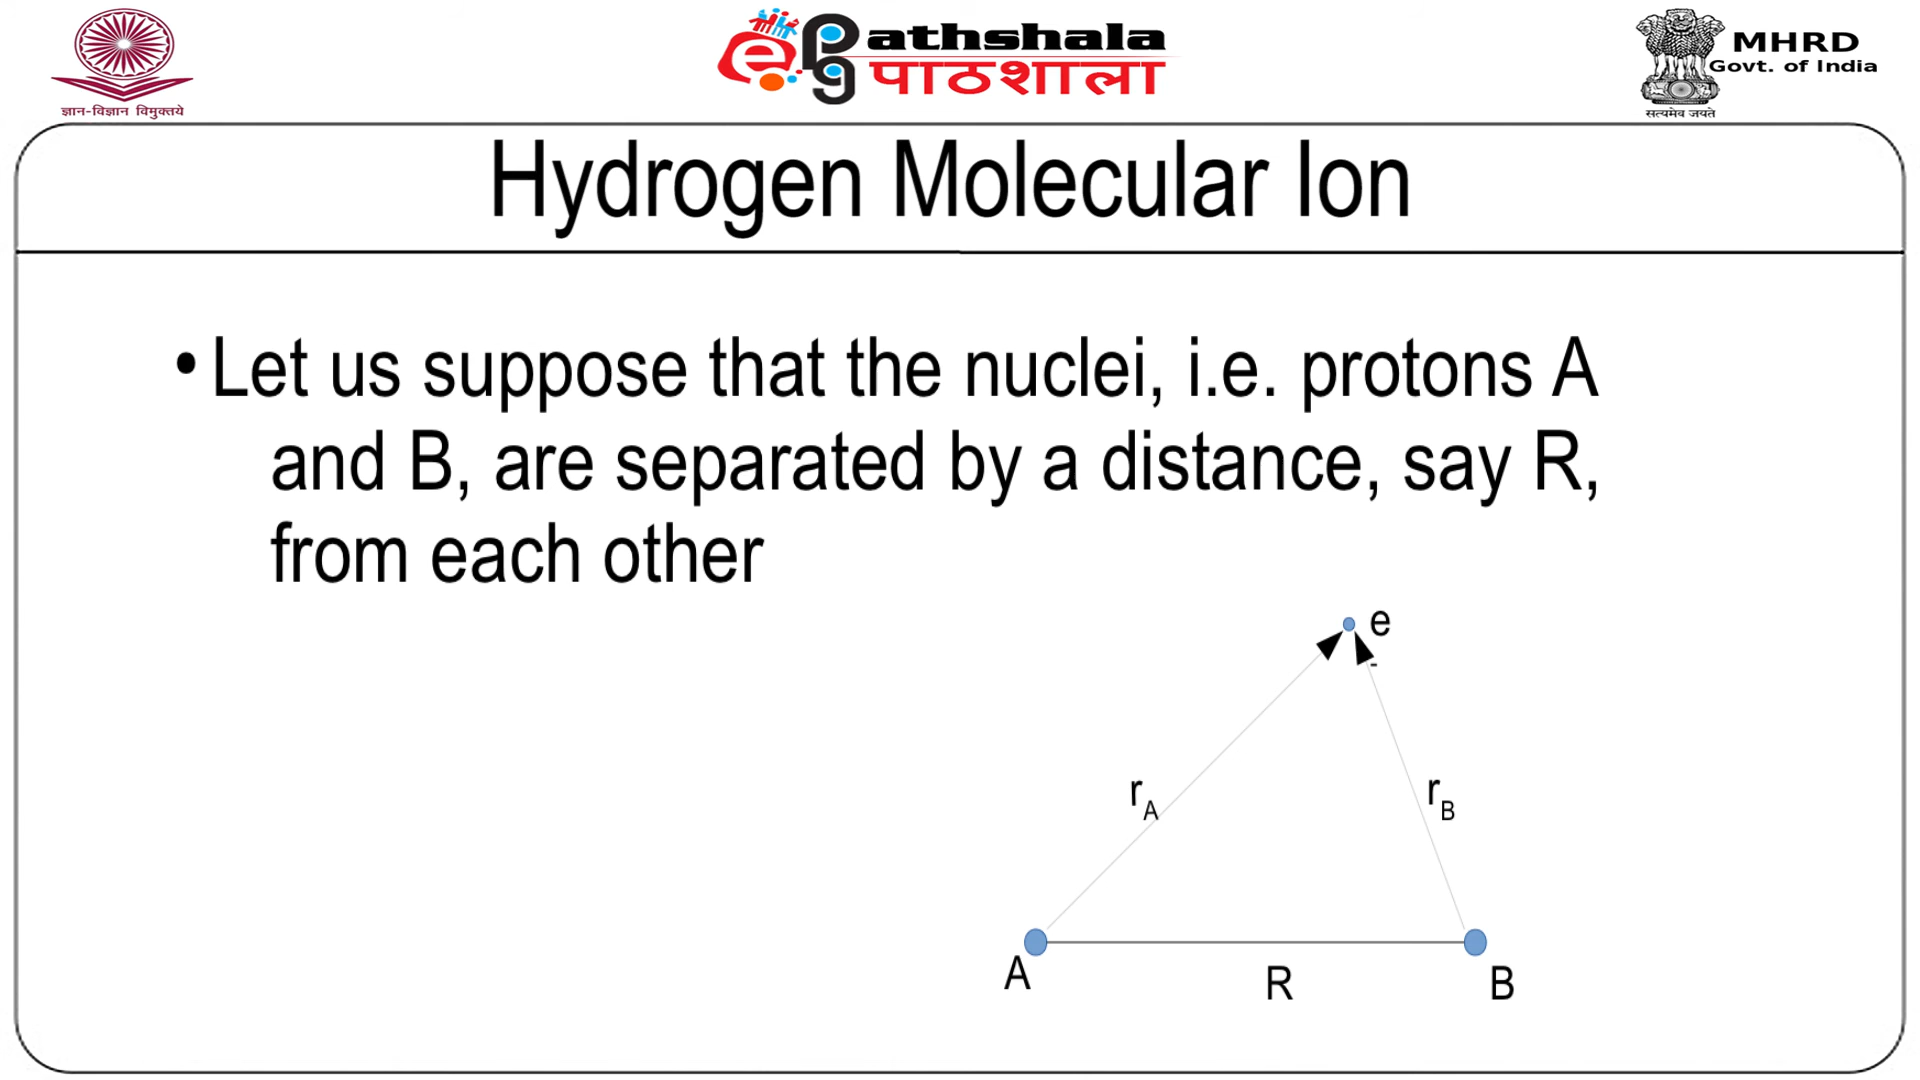 ज्ञान-विज्ञान विमुक्तये
e PG athshala
पाठशाला
MHRD
Govt. of India
सत्यमेव जयते
Hydrogen Molecular Ion
• Let us suppose that the nuclei, i.e. protons A
and B, are separated by a distance, say R,
from each other
e
-
rA
rB
A
R
B